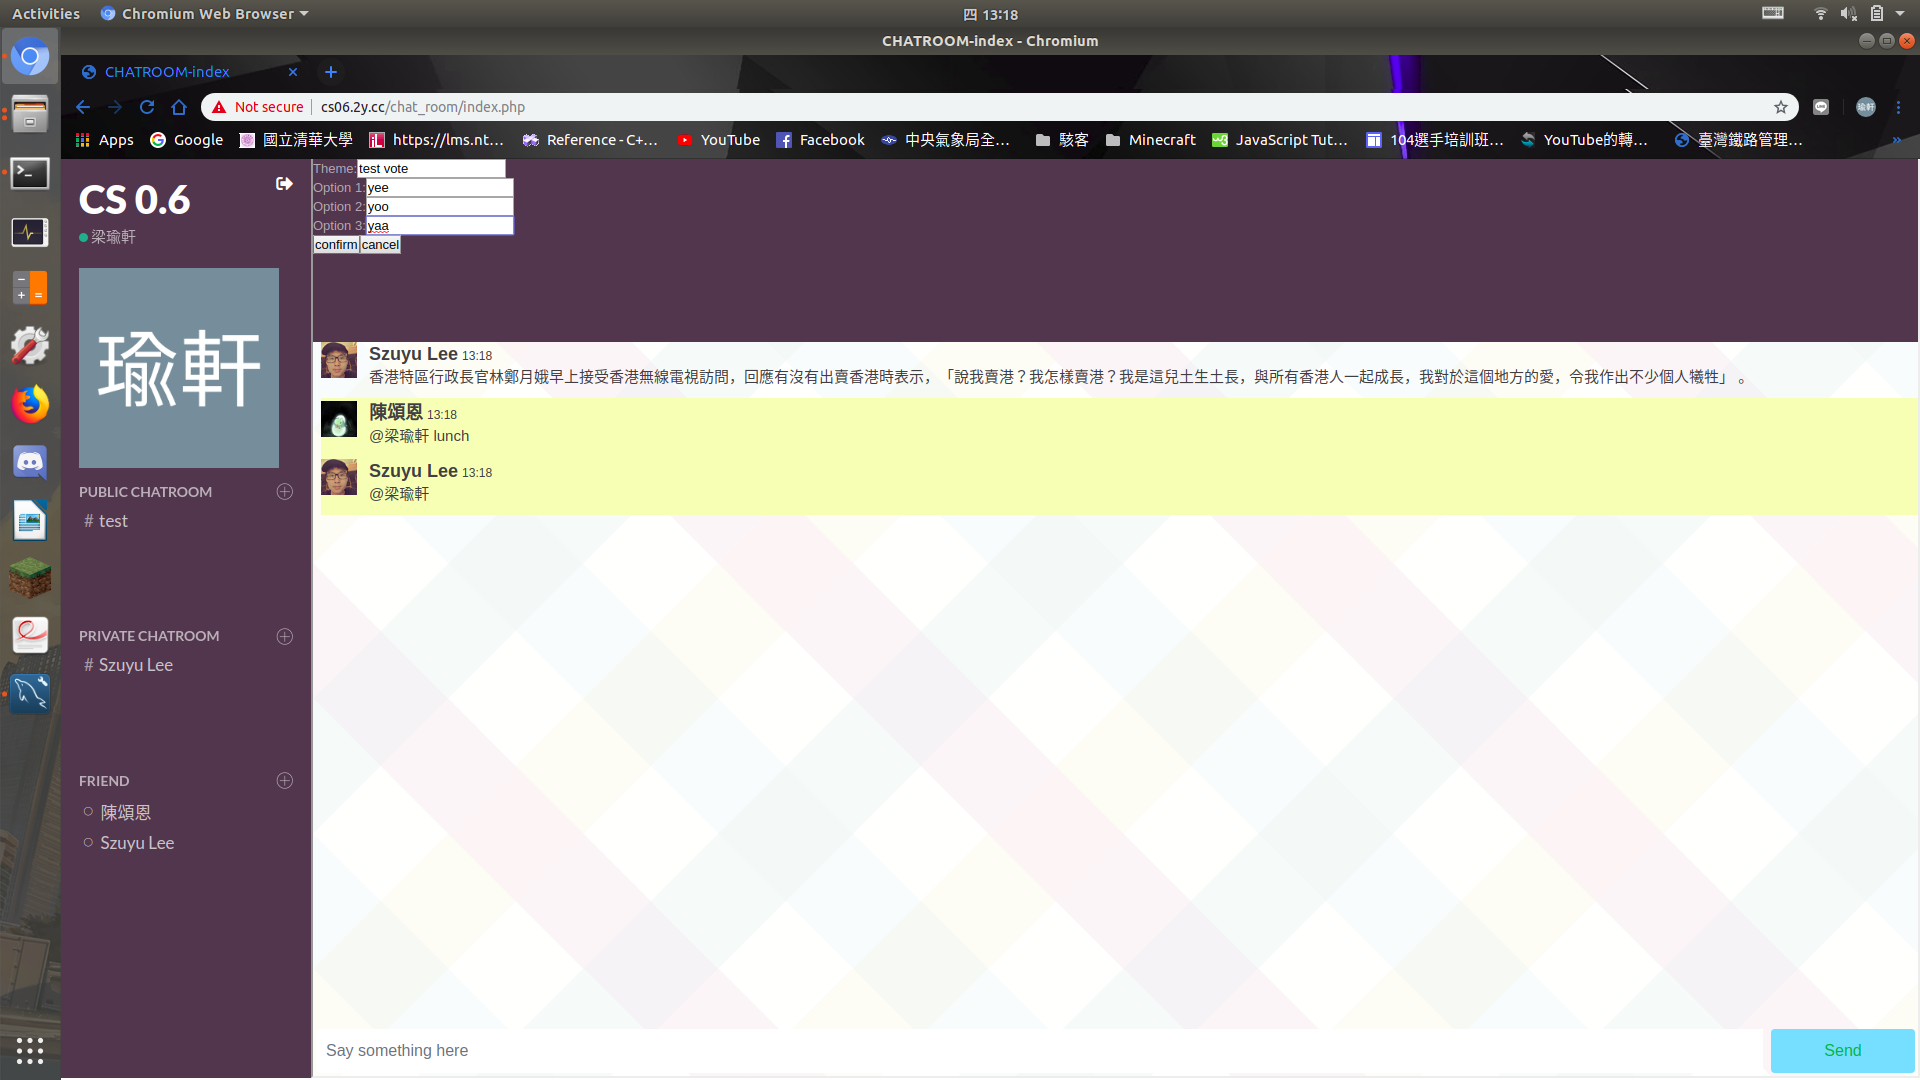 Activities
Chromium Web Browser
四 13:18
CHATROOM-index - Chromium
CHATROOM-index
Not secure
cs06.2y.cc/chat_room/index.php
Apps
Google
國立清華大學
https://lms.nt...
Reference - C+...
YouTube
Facebook
中央氣象局全...
駭客
Minecraft
JavaScript Tut...
104選手培訓班...
YouTube的轉...
臺灣鐵路管理...
»
CS 0.6
梁瑜軒
瑜軒
PUBLIC CHATROOM
# test
PRIVATE CHATROOM
# Szuyu Lee
FRIEND
陳頌恩
Szuyu Lee
Theme: test vote
Option 1: yee
Option 2: yoo
Option 3: yaa
confirm cancel
Szuyu Lee 13:18
香港特區行政長官林鄭月娥早上接受香港無線電視訪問，回應有沒有出賣香港時表示，「說我賣港？我怎樣賣港？我是這兒土生土長，與所有香港人一起成長，我對於這個地方的愛，令我作出不少個人犧牲」 。
陳頌恩 13:18
@梁瑜軒 lunch
Szuyu Lee 13:18
@梁瑜軒
Say something here
Send